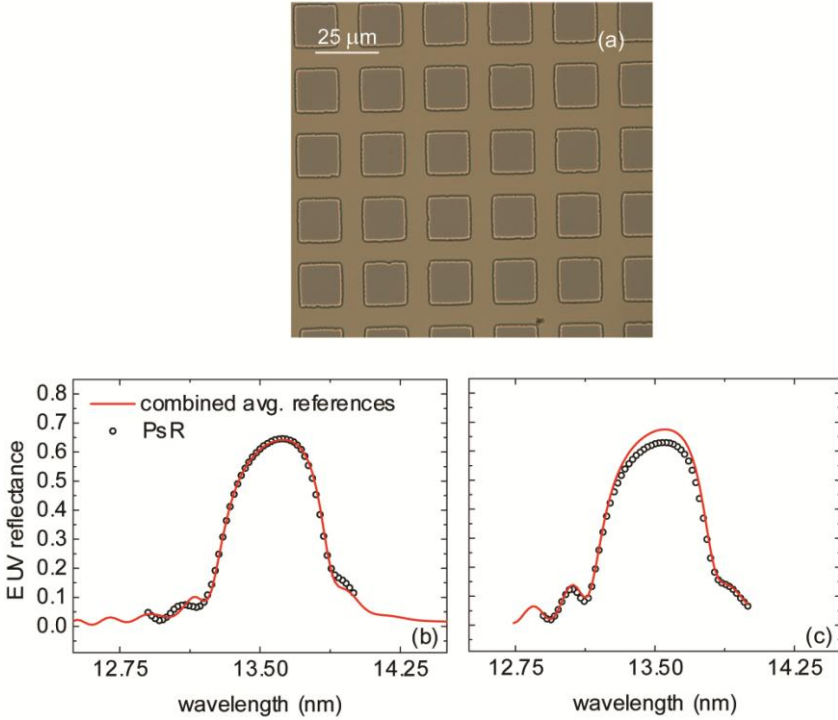 25 μm
(a)
0.8
0.7
0.6
0.5
0.4
0.3
0.2
0.1
0.0
E UV reflectance
combined avg. references
PsR
(b)
(c)
12.75 13.50 14.25
12.75 13.50 14.25
wavelength (nm)
wavelength (nm)